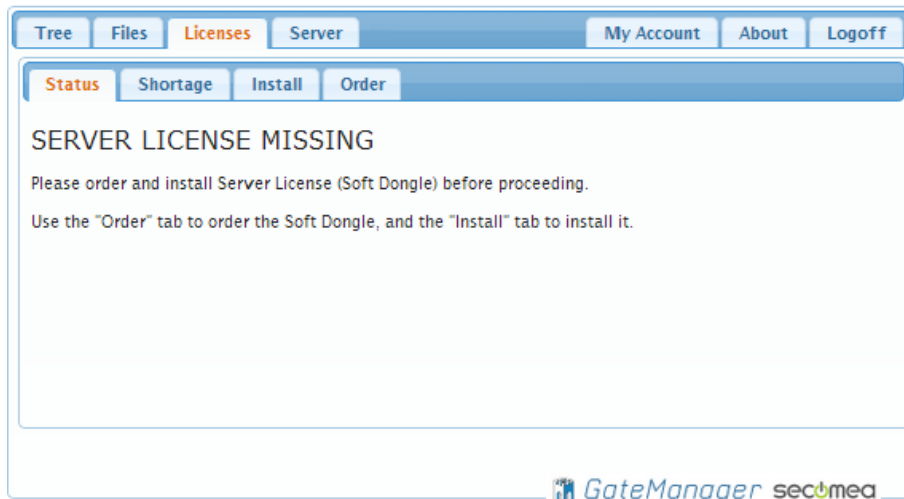 Tree Files Licenses Server My Account About Logoff
Status Shortage Install Order
SERVER LICENSE MISSING
Please order and install Server License (Soft Dongle) before proceeding.
Use the "Order" tab to order the Soft Dongle, and the "Install" tab to install it.
GateManager secomea